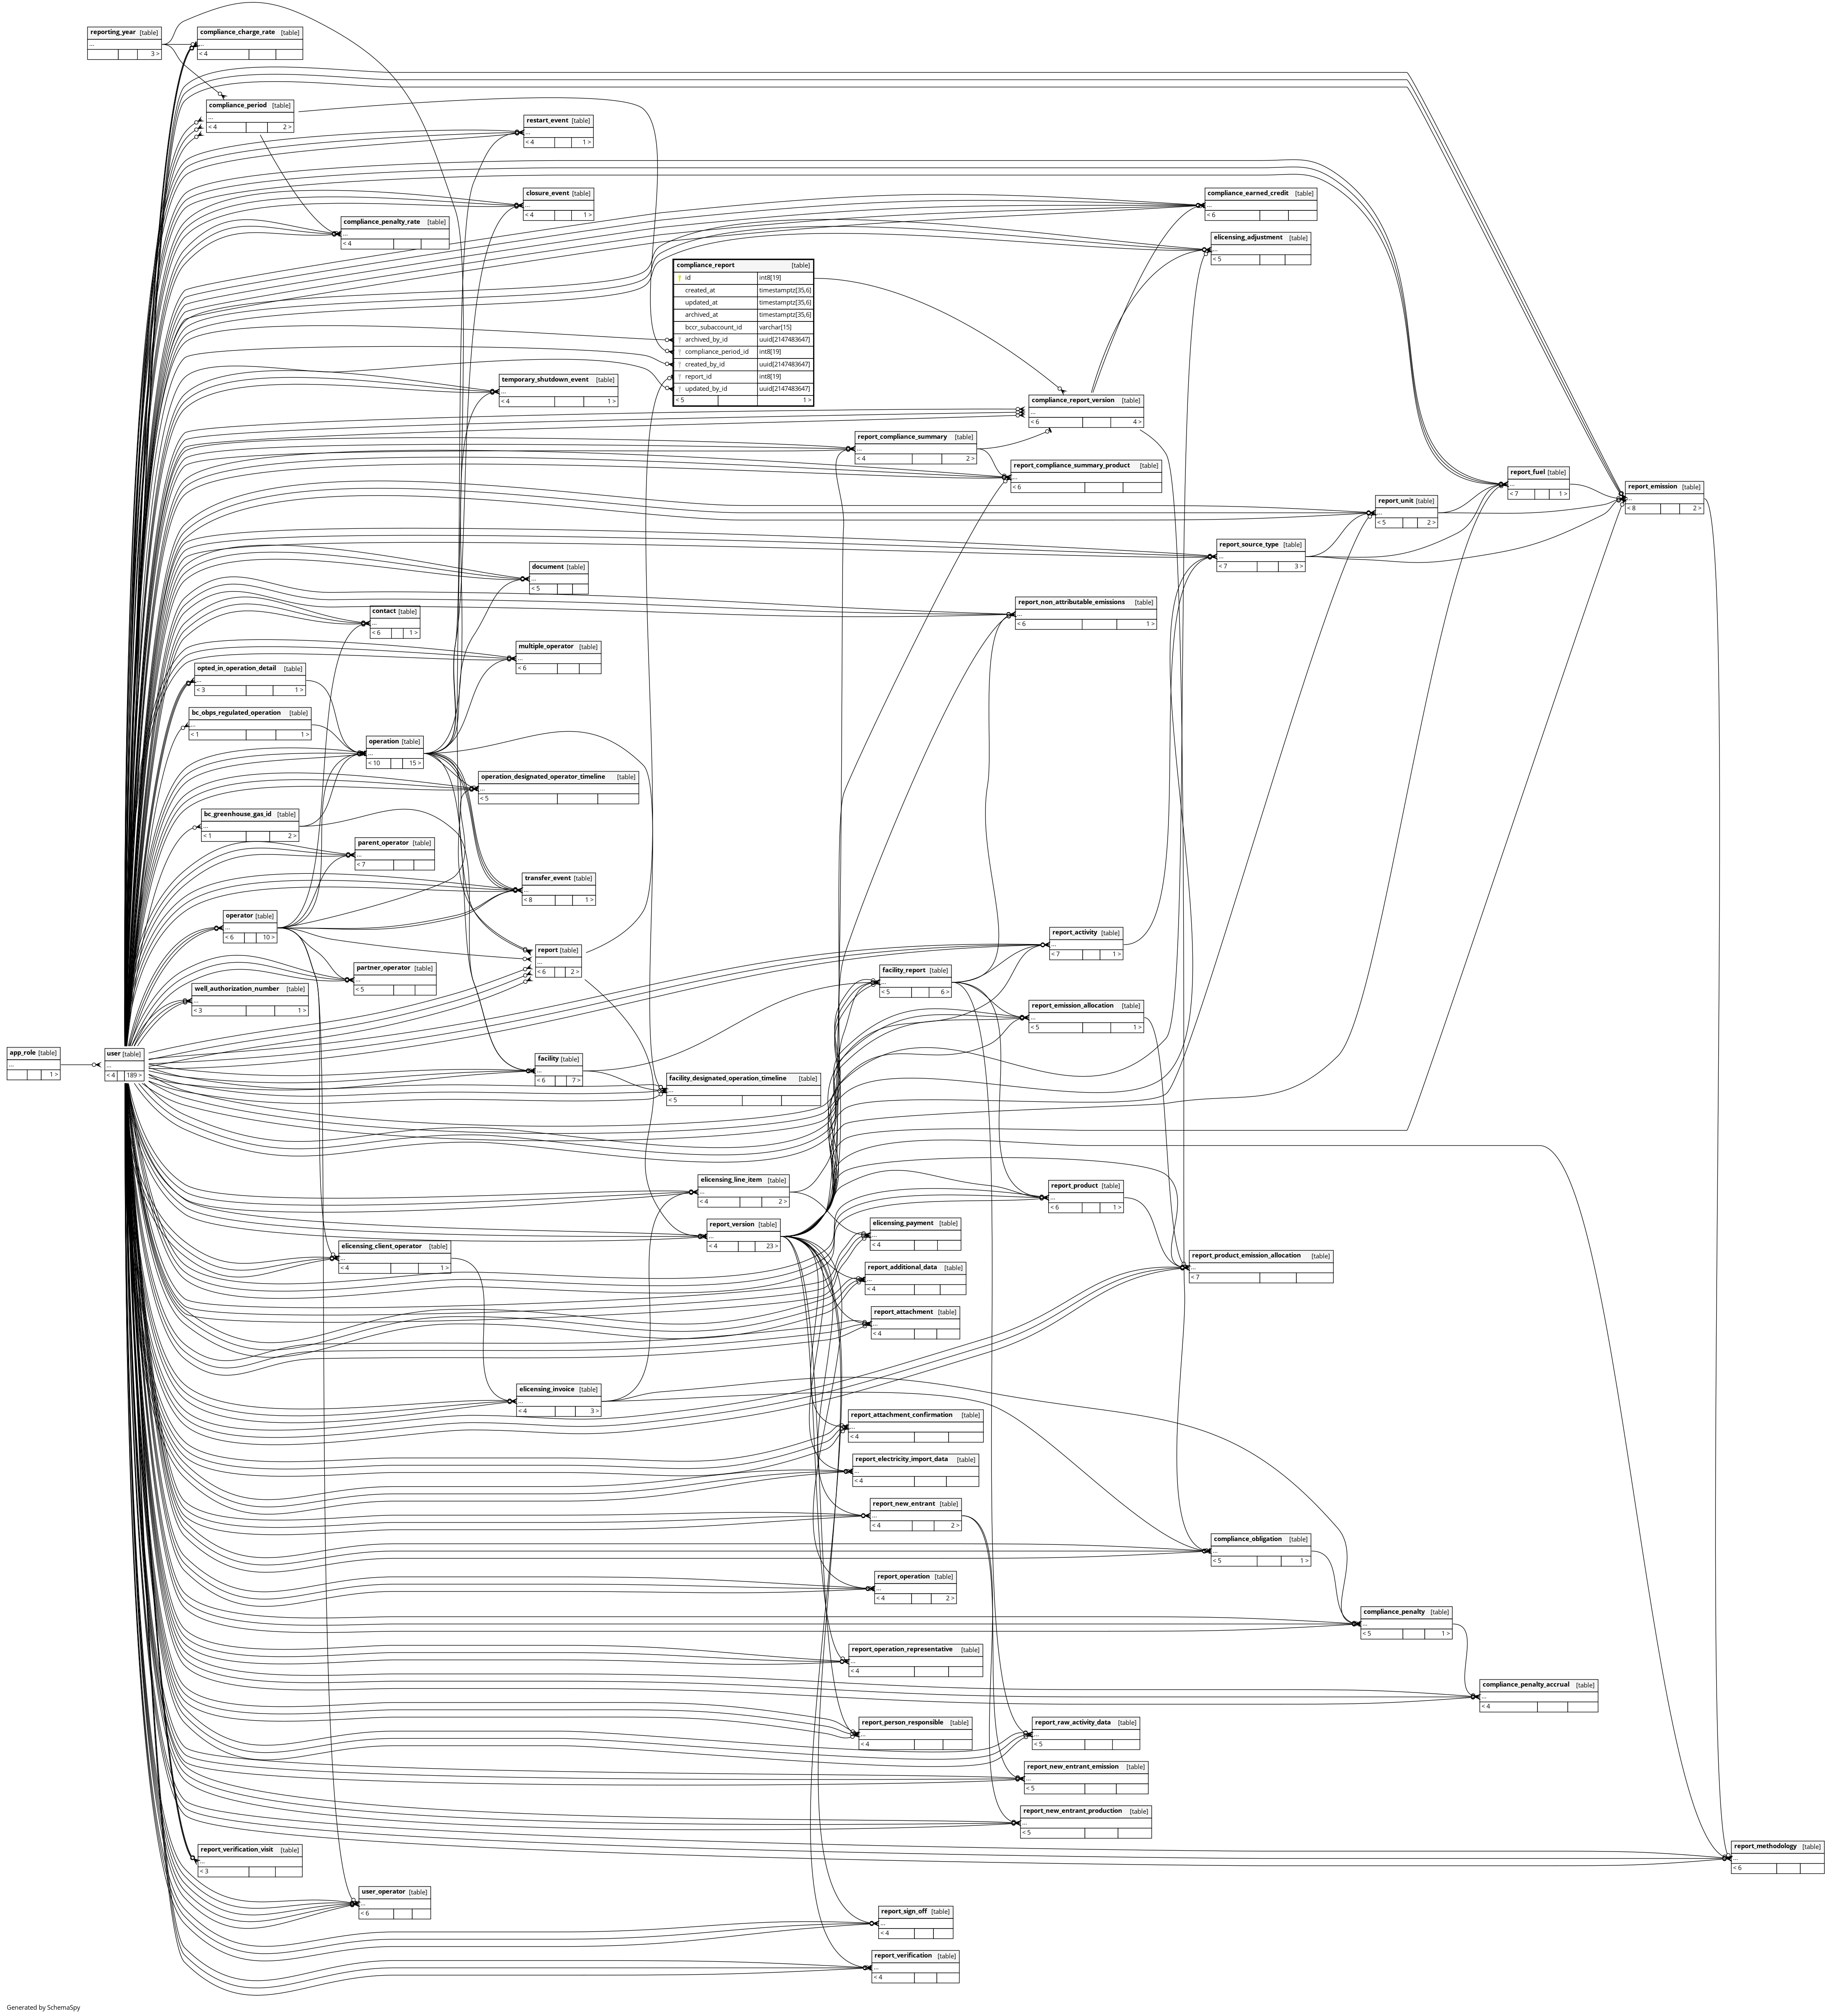 reporting_year [table]
...
3 >
compliance_charge_rate [table]
...
< 4
compliance_period [table]
...
< 4 2 >
restart_event [table]
...
< 4 1 >
closure_event [table]
...
< 4 1 >
compliance_earned_credit [table]
...
< 6
compliance_penalty_rate [table]
...
< 4
elicensing_adjustment [table]
...
< 5
compliance_report [table]
id int8[19]
created_at timestamptz[35,6]
updated_at timestamptz[35,6]
archived_at timestamptz[35,6]
bccr_subaccount_id varchar[15]
archived_by_id uuid[2147483647]
compliance_period_id int8[19]
created_by_id uuid[2147483647]
report_id int8[19]
updated_by_id uuid[2147483647]
< 5 1 >
temporary_shutdown_event [table]
...
< 4 1 >
compliance_report_version [table]
...
< 6 4 >
report_compliance_summary [table]
...
< 4 2 >
report_compliance_summary_product [table]
...
< 6
report_fuel [table]
...
< 7 1 >
report_emission [table]
...
< 8 2 >
report_unit [table]
...
< 5 2 >
report_source_type [table]
...
< 7 3 >
document [table]
...
< 5
report_non_attributable_emissions [table]
...
< 6 1 >
contact [table]
...
< 6 1 >
multiple_operator [table]
...
< 6
opted_in_operation_detail [table]
...
< 3 1 >
bc_obps_regulated_operation [table]
...
< 1 1 >
operation [table]
...
< 10 15 >
operation_designated_operator_timeline [table]
...
< 5
bc_greenhouse_gas_id [table]
...
< 1 2 >
parent_operator [table]
...
< 7
transfer_event [table]
...
< 8 1 >
operator [table]
...
< 6 10 >
report_activity [table]
...
< 7 1 >
report [table]
...
< 6 2 >
partner_operator [table]
...
< 5
facility_report [table]
...
< 5 6 >
well_authorization_number [table]
...
< 3 1 >
report_emission_allocation [table]
...
< 5 1 >
app_role [table]
...
1 >
user [table]
...
< 4 189 >
facility [table]
...
< 6 7 >
facility_designated_operation_timeline [table]
...
< 5
elicensing_line_item [table]
...
< 4 2 >
report_product [table]
...
< 6 1 >
report_version [table]
...
< 4 23 >
elicensing_payment [table]
...
< 4
elicensing_client_operator [table]
...
< 4 1 >
report_product_emission_allocation [table]
...
< 7
report_additional_data [table]
...
< 4
report_attachment [table]
...
< 4
elicensing_invoice [table]
...
< 4 3 >
report_attachment_confirmation [table]
...
< 4
report_electricity_import_data [table]
...
< 4
report_new_entrant [table]
...
< 4 2 >
compliance_obligation [table]
...
< 5 1 >
report_operation [table]
...
< 4 2 >
compliance_penalty [table]
...
< 5 1 >
report_operation_representative [table]
...
< 4
compliance_penalty_accrual [table]
...
< 4
report_person_responsible [table]
...
< 4
report_raw_activity_data [table]
...
< 5
report_new_entrant_emission [table]
...
< 5
report_new_entrant_production [table]
...
< 5
report_methodology [table]
...
< 6
report_verification_visit [table]
...
< 3
user_operator [table]
...
< 6
report_sign_off [table]
...
< 4
report_verification [table]
...
< 4
Generated by SchemaSpy